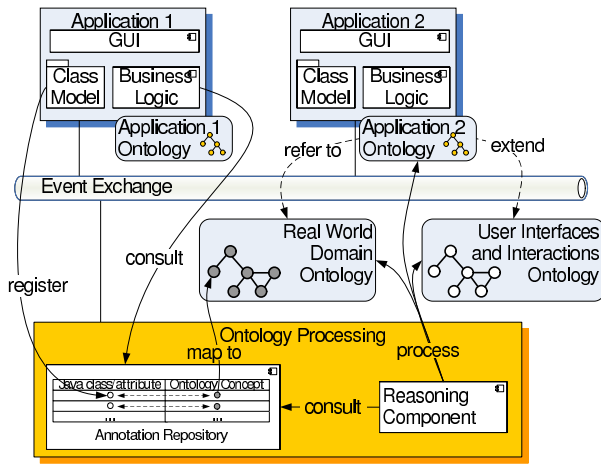 Application 1
GUI
Class
Model
Business
Logic
Application 1
Ontology
Application 2
GUI
Class
Model
Business
Logic
Application 2
Ontology
refer to
extend
Event Exchange
register
consult
Real World
Domain
Ontology
User Interfaces
and Interactions
Ontology
Ontology Processing
map to
process
Java class/attribute
Ontology Concept
...
...
Annotation Repository
consult
Reasoning
Component